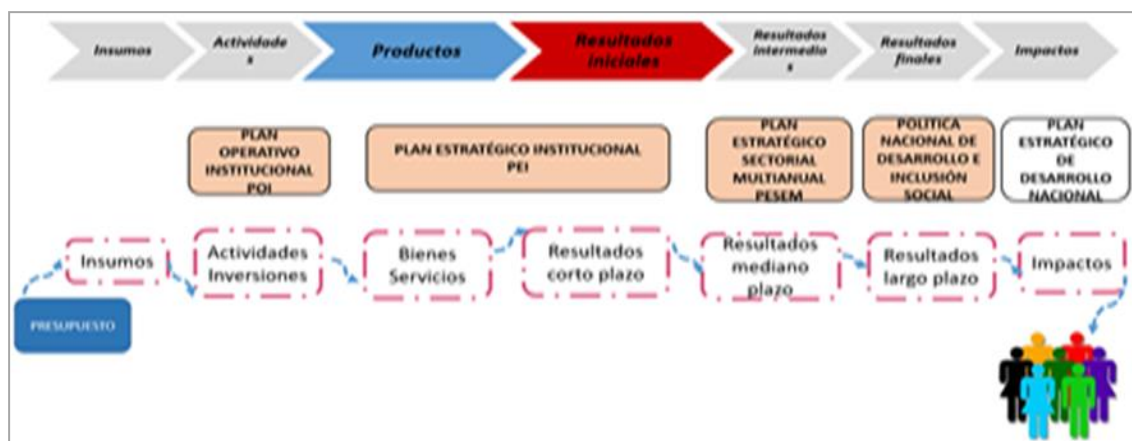 Insumos
Actividade
s
Productos
Resultados
iniciales
Resultados
intermedio
s
Resultados
finales
Impactos
PLAN
OPERATIVO
INSTITUCIONAL
POI
PLAN ESTRATÉGICO INSTITUCIONAL
PEI
PLAN
ESTRATÉGICO
SECTORIAL
MULTIANUAL
PESEM
POLITICA
NACIONAL DE
DESARROLLO E
INCLUSIÓN
SOCIAL
PLAN
ESTRATÉGICO
DE
DESARROLLO
NACIONAL
Insumos
Actividades
Inversiones
Bienes
Servicios
Resultados
corto plazo
Resultados
mediano
plazo
Resultados
largo plazo
Impactos
PRESUPUESTO